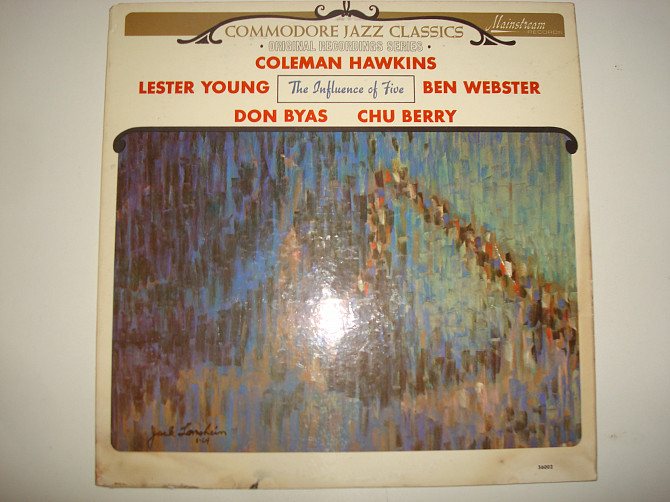 COMMODORE JAZZ CLASSICS
Mainstream
RECORDS
• ORIGINAL RECORDINGS SERIES •
COLEMAN HAWKINS
LESTER YOUNG The Influence of Five BEN WEBSTER
DON BYAS CHU BERRY